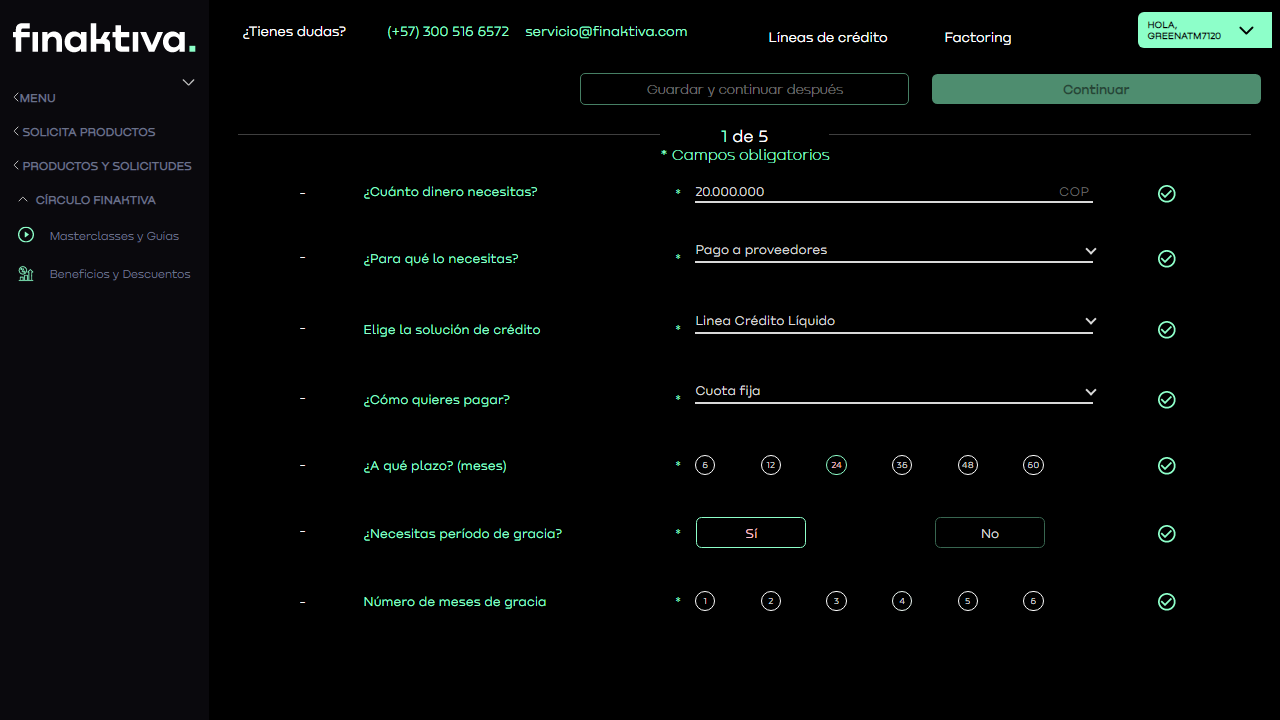 finaktiva.
MENU
SOLICITA PRODUCTOS
PRODUCTOS Y SOLICITUDES
CÍRCULO FINAKTIVA
Masterclasses y Guías
Beneficios y Descuentos
¿Tienes dudas? (+57) 300 516 6572 servicio@finaktiva.com Líneas de crédito Factoring
HOLA,
GREENATM7120
Guardar y continuar después Continuar
1 de 5
* Campos obligatorios
- ¿Cuánto dinero necesitas? * 20.000.000 COP
- ¿Para qué lo necesitas? * Pago a proveedores
- Elige la solución de crédito * Linea Crédito Líquido
- ¿Cómo quieres pagar? * Cuota fija
- ¿A qué plazo? (meses) * 6 12 24 36 48 60
- ¿Necesitas período de gracia? * Sí No
- Número de meses de gracia * 1 2 3 4 5 6